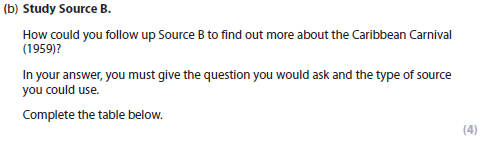 (b) Study Source B.
How could you follow up Source B to find out more about the Caribbean Carnival
(1959)?
In your answer, you must give the question you would ask and the type of source
you could use.
Complete the table below.
(4)